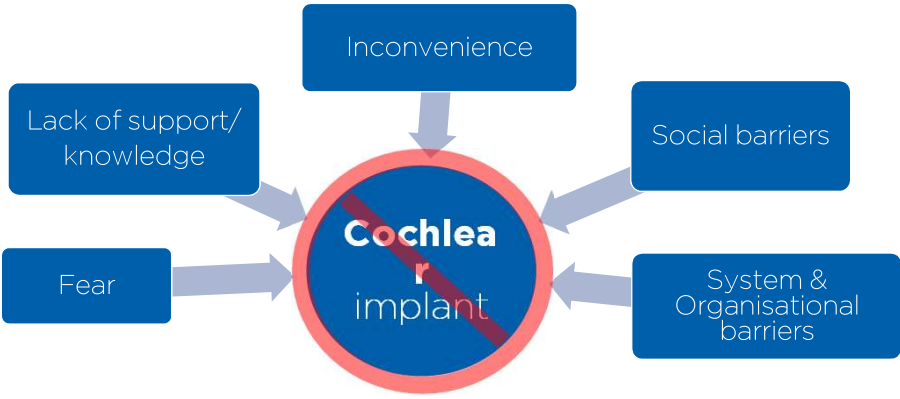 Inconvenience
Lack of support/
knowledge
Social barriers
Fear
Cochlea
r
implant
System &
Organisational
barriers